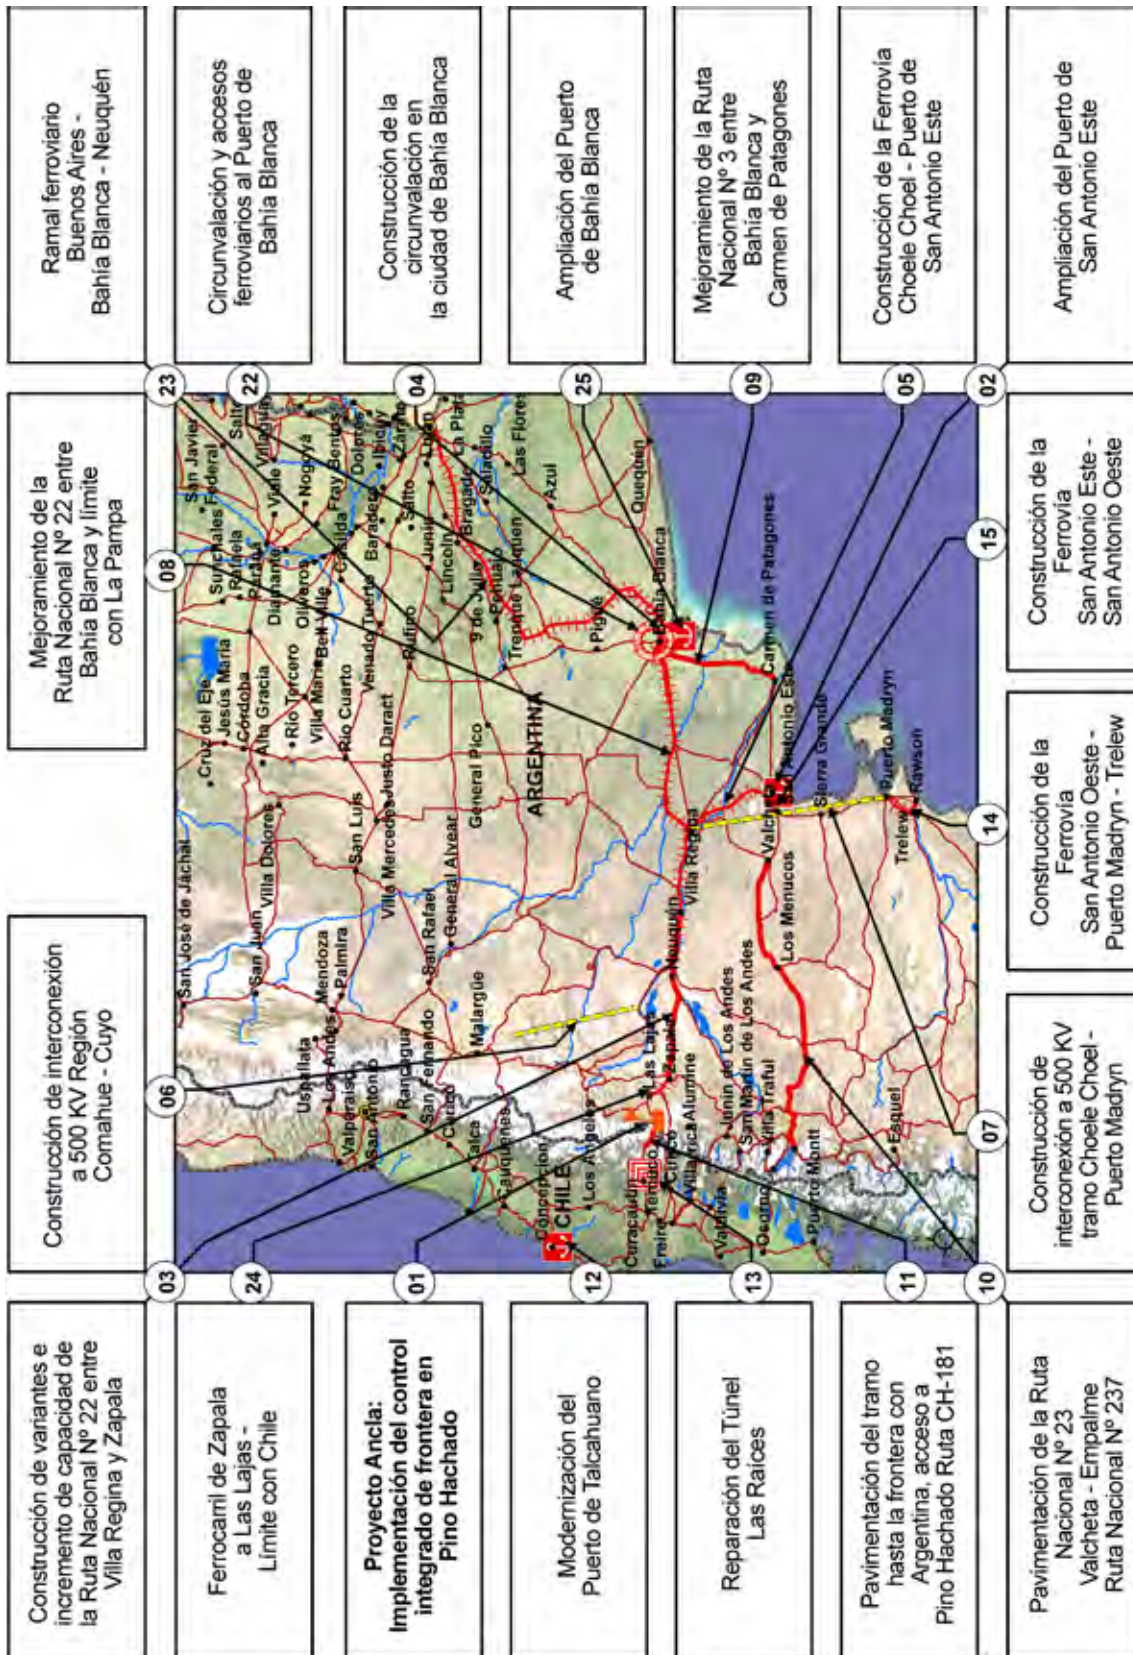 Construcción de variantes e
incremento de capacidad de
la Ruta Nacional Nº 22 entre
Villa Regina y Zapala
Construcción de interconexión
a 500 KV Región
Comahue - Cuyo
Mejoramiento de la
Ruta Nacional Nº 22 entre
Bahía Blanca y límite
con La Pampa
Ramal ferroviario
Buenos Aires -
Bahía Blanca - Neuquén
03
06
08
23
Ferrocarril de Zapala
a Las Lajas -
Límite con Chile
24
Proyecto Ancla:
Implementación del control
integrado de frontera en
Pino Hachado
01
Modernización del
Puerto de Talcahuano
12
Reparación del Túnel
Las Raíces
13
Pavimentación del tramo
hasta la frontera con
Argentina, acceso a
Pino Hachado Ruta CH-181
11
San José de Jáchal
San Juan
Uspallata
Mendoza
Los Andes
Palmira
Valparaíso
San Antonio
Rancagua
San Fernando
Curicó
Talca
Cauquenes
Concepción
CHILE
Los Angeles
Curacautín
Temuco
Freire
Cunco
Villarrica
Valdivia
Osorno
Puerto Montt
San Rafael
General Alvear
Malargüe
Las Lajas
Zapala
Alumine
Junín de Los Andes
San Martín de Los Andes
Villa Traful
Esquel
Neuquén
Villa Regina
Los Menucos
Valcheta
Cruz del Eje
Jesús María
Córdoba
Alta Gracia
Villa Dolores
Río Tercero
Villa María
Bell Ville
Río Cuarto
San Luis
Villa Mercedes
Justo Daract
Venado Tuerto
Rufino
General Pico
ARGENTINA
San Javier
Sunchales
Federal
Rafaela
Salto
Paraná
Villaguay
Diamante
Viale
Nogoyá
Oliveros
Fray Bentos
Casilda
Dolores
Ibicuy
Baradero
Zárate
Salto
Junín
Luján
Lincoln
La Plata
9 de Julio
Bragado
Pehuajó
Saladillo
Trenque Lauquen
Las Flores
Azul
Pigüé
Quequén
Bahía Blanca
Carmen de Patagones
San Antonio Este
Sierra Grande
Puerto Madryn
Trelew
Rawson
22
Circunvalación y accesos
ferroviarios al Puerto de
Bahía Blanca
04
Construcción de la
circunvalación en
la ciudad de Bahía Blanca
25
Ampliación del Puerto
de Bahía Blanca
09
Mejoramiento de la Ruta
Nacional Nº 3 entre
Bahía Blanca y
Carmen de Patagones
05
Construcción de la Ferrovía
Choele Choel - Puerto de
San Antonio Este
10
07
14
15
02
Pavimentación de la Ruta
Nacional Nº 23
Valcheta - Empalme
Ruta Nacional Nº 237
Construcción de
interconexión a 500 KV
tramo Choele Choel -
Puerto Madryn
Construcción de la
Ferrovía
San Antonio Oeste -
Puerto Madryn - Trelew
Construcción de la
Ferrovía
San Antonio Este -
San Antonio Oeste
Ampliación del Puerto de
San Antonio Este